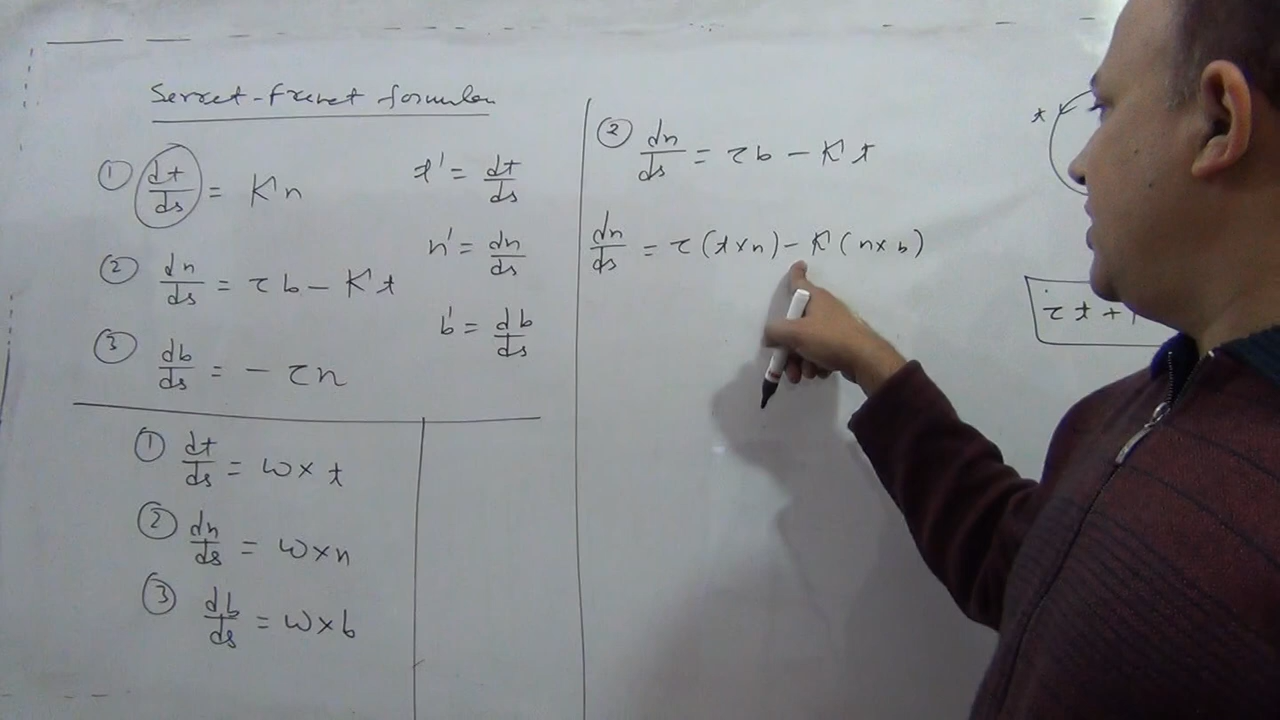 Serret-Frenet formulae
① dt/ds = K n
t' = dt/ds
② dn/ds = τ b − K t
n' = dn/ds
③ db/ds = − τ n
b' = db/ds
① dt/ds = ω × t
② dn/ds = ω × n
③ db/ds = ω × b
② dn/ds = τ b − K t
dn/ds = τ (t × n) − K (n × b)
t
τ t +